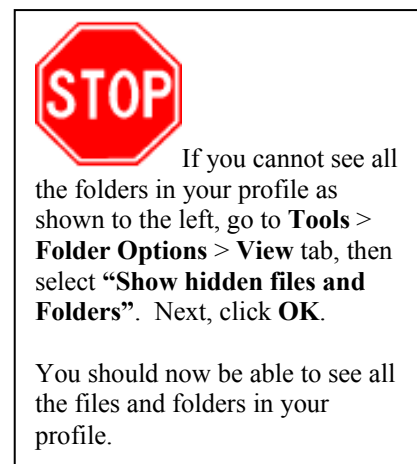 STOP
If you cannot see all
the folders in your profile as
shown to the left, go to Tools >
Folder Options > View tab, then
select “Show hidden files and
Folders”.  Next, click OK.
You should now be able to see all
the files and folders in your
profile.